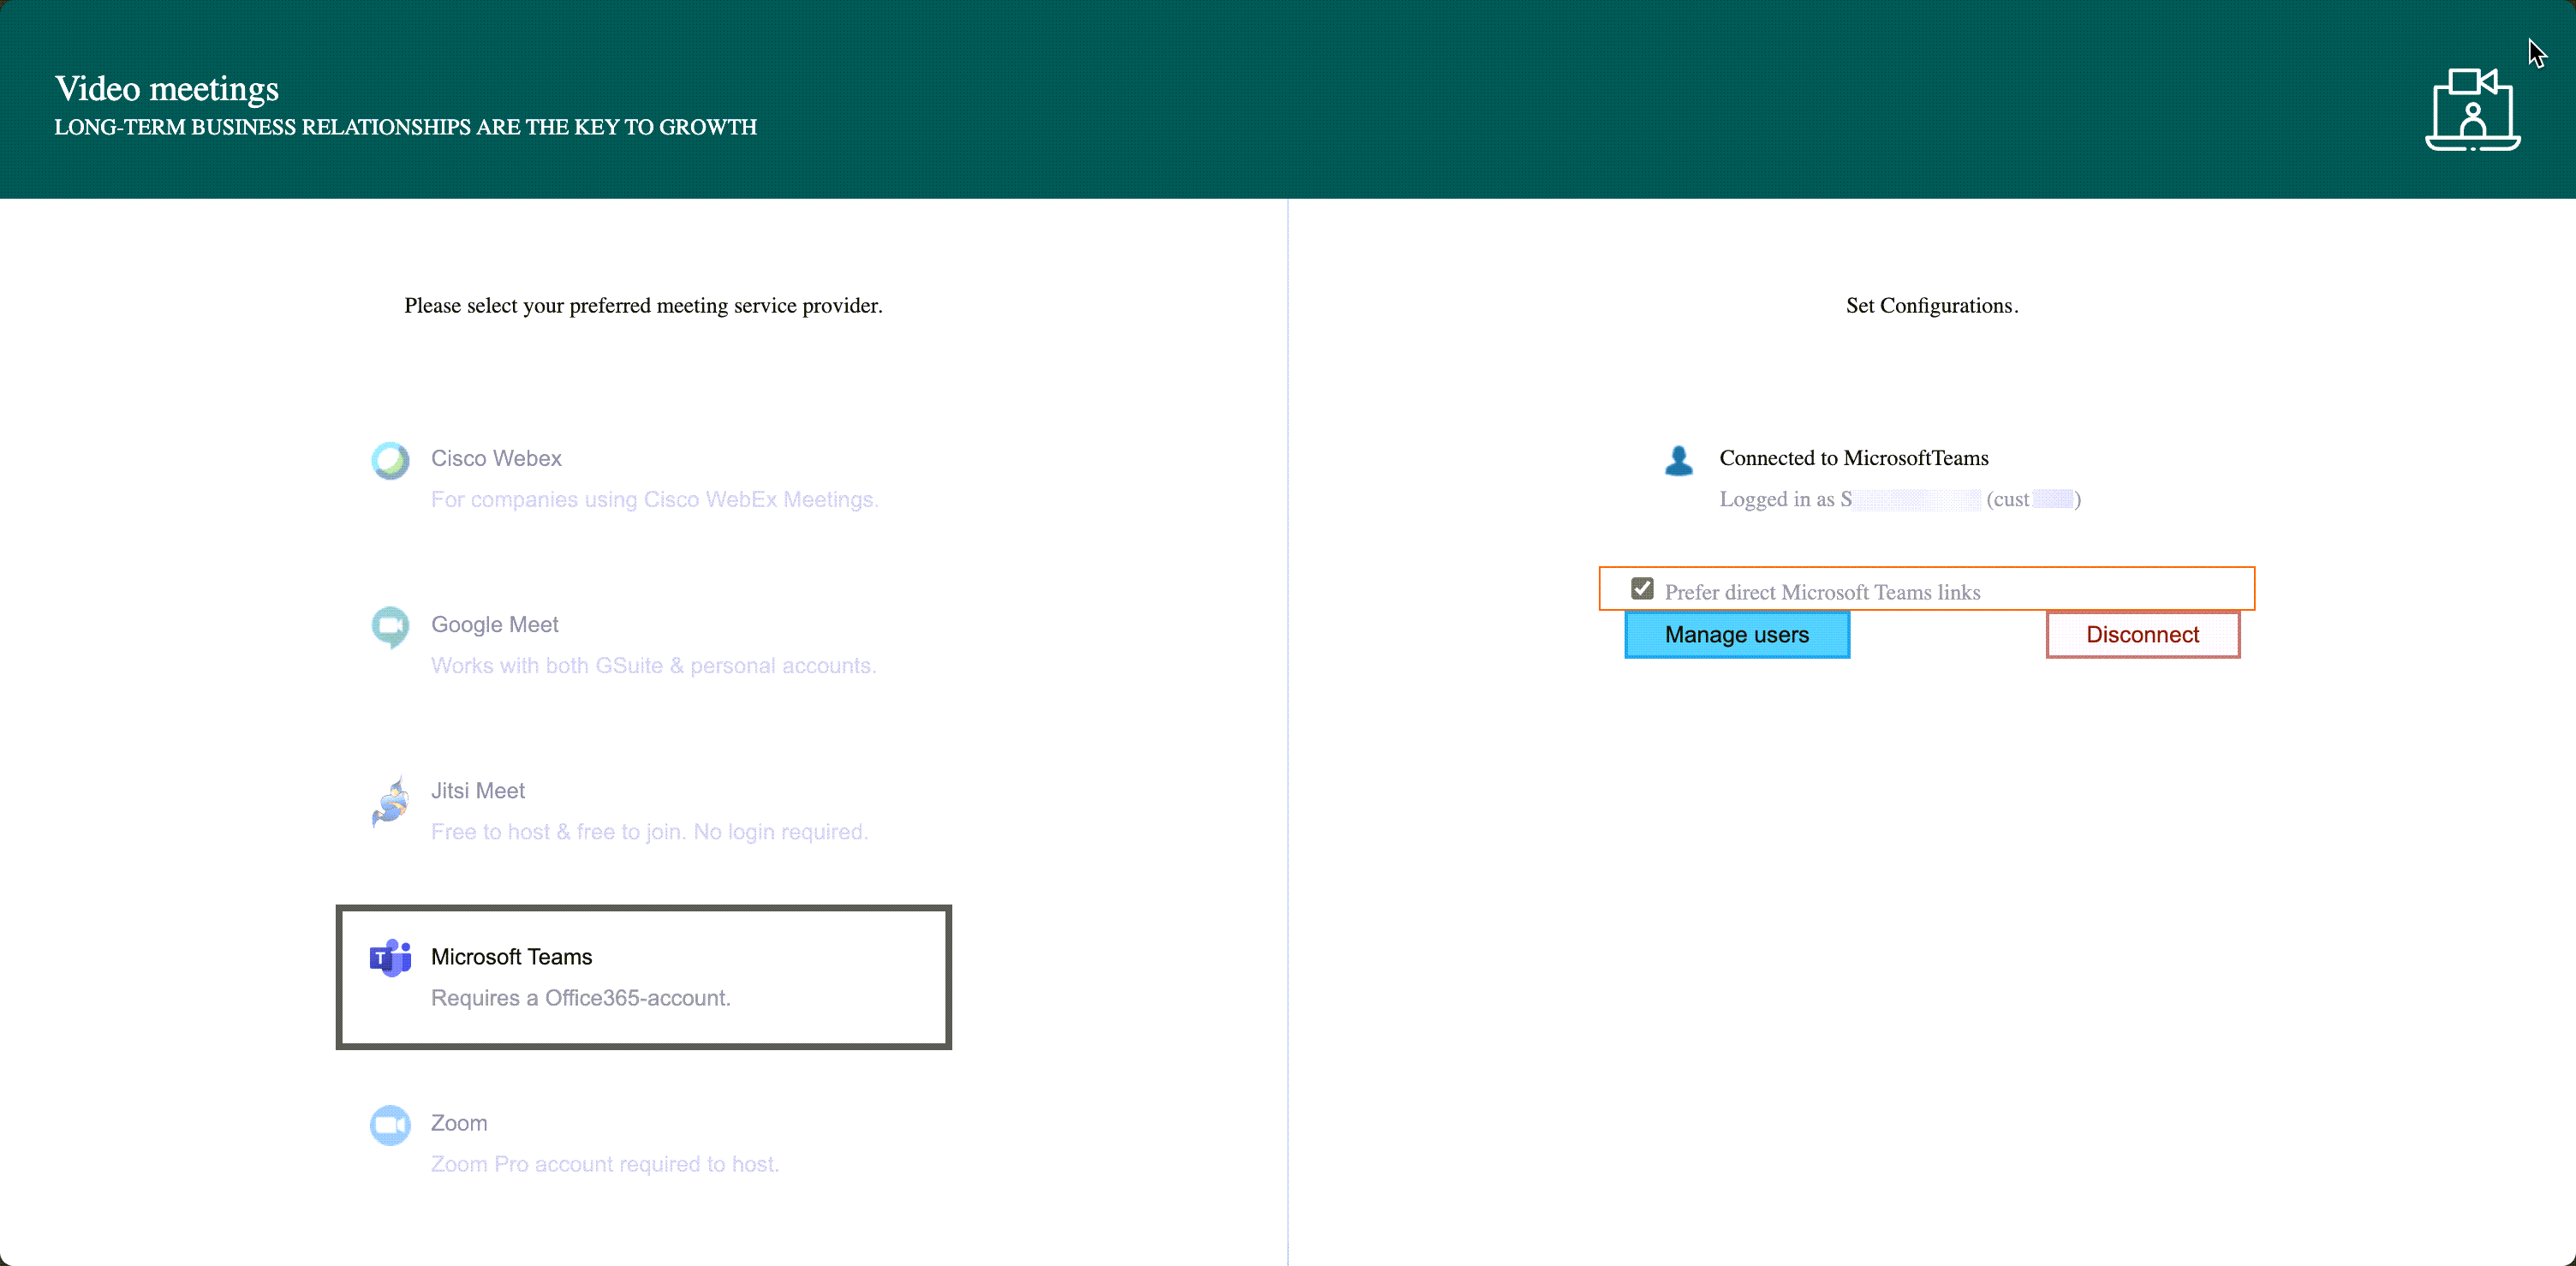 Video meetings
LONG-TERM BUSINESS RELATIONSHIPS ARE THE KEY TO GROWTH
Please select your preferred meeting service provider.
Cisco Webex
For companies using Cisco WebEx Meetings.
Google Meet
Works with both GSuite & personal accounts.
Jitsi Meet
Free to host & free to join. No login required.
T
Microsoft Teams
Requires a Office365-account.
Zoom
Zoom Pro account required to host.
Set Configurations.
Connected to MicrosoftTeams
Logged in as S (cust )
Prefer direct Microsoft Teams links
Manage users
Disconnect